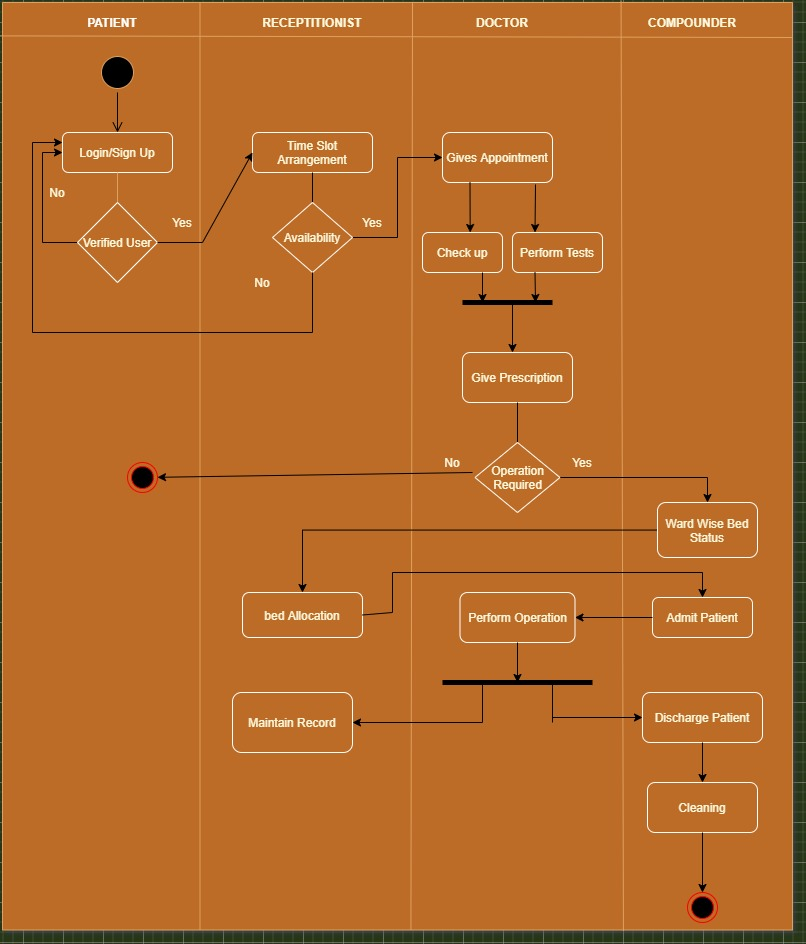 PATIENT
RECEPTITIONIST
DOCTOR
COMPOUNDER
Login/Sign Up
Time Slot
Arrangement
Gives Appointment
No
Yes
Yes
Verified User
Availability
Check up
Perform Tests
No
Give Prescription
No
Yes
Operation
Required
Ward Wise Bed
Status
bed Allocation
Perform Operation
Admit Patient
Maintain Record
Discharge Patient
Cleaning